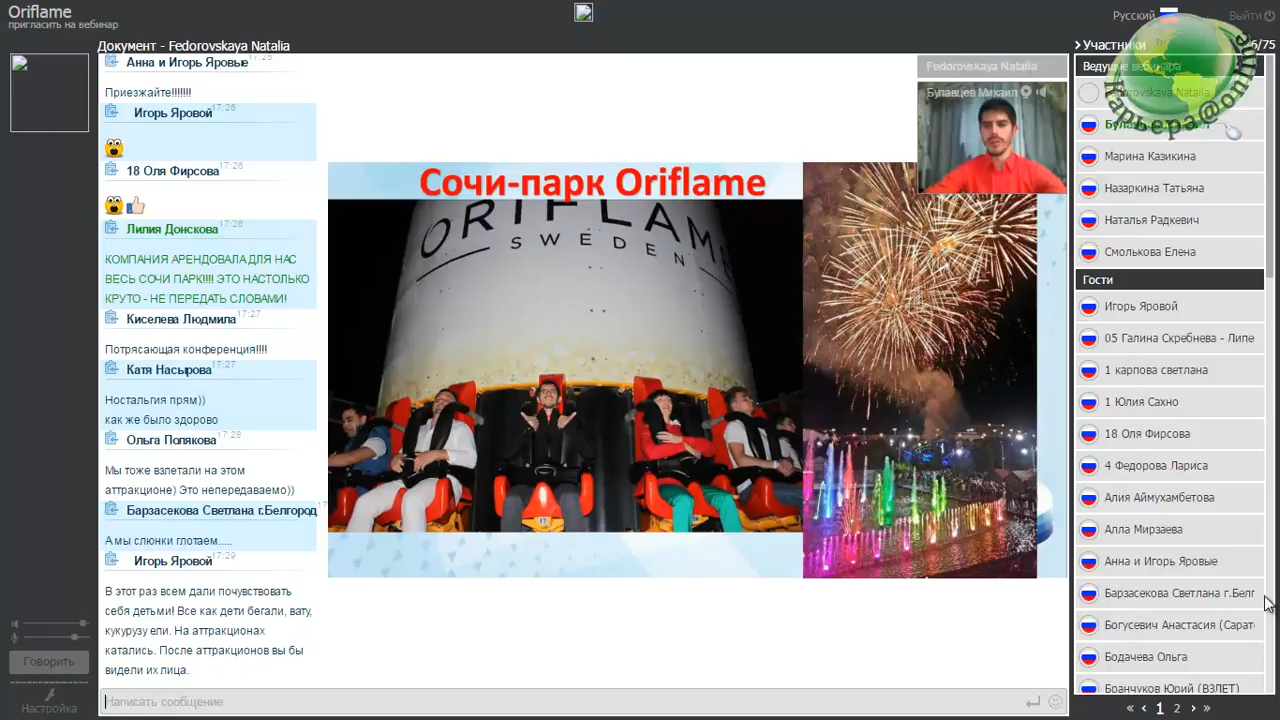 Oriflame
пригласить на вебинар
Русский
Выйти
Документ - Fedorovskaya Natalia
Анна и Игорь Яровые
Приезжайте!!!!!!!
Игорь Яровой 17:26
18 Оля Фирсова 17:26
Лилия Донскова 17:26
КОМПАНИЯ АРЕНДОВАЛА ДЛЯ НАС
ВЕСЬ СОЧИ ПАРК!!!! ЭТО НАСТОЛЬКО
КРУТО - НЕ ПЕРЕДАТЬ СЛОВАМИ!
Киселева Людмила 17:27
Потрясающая конференция!!!!
Катя Насырова 17:27
Ностальгия прям))
как же было здорово
Ольга Полякова 17:28
Мы тоже взлетали на этом
аттракционе) Это непередаваемо))
Барзасекова Светлана г.Белгород
А мы слюнки глотаем.....
Игорь Яровой 17:29
В этот раз всем дали почувствовать
себя детьми! Все как дети бегали, вату,
кукурузу ели. На аттракционах
катались. После аттракционов вы бы
видели их лица.
Говорить
Настройка
Написать сообщение
Сочи-парк Oriflame
ORIFLAME
SWEDEN
Fedorovskaya Natalia
Булавцев Михаил
Участники
/75
Ведущие вебинара
Fedorovskaya Natalia
Марина Казикина
Назаркина Татьяна
Наталья Радкевич
Смолькова Елена
Гости
Игорь Яровой
05 Галина Скребнева - Липе
1 карпова светлана
1 Юлия Сахно
18 Оля Фирсова
4 Федорова Лариса
Алия Аймухамбетова
Алла Мирзаева
Анна и Игорь Яровые
Барзасекова Светлана г.Белг
Богусевич Анастасия (Сарат
Бодачева Ольга
Бранчуков Юрий (ВЗЛЕТ)
« ‹ 1 2 › »
карьера@online